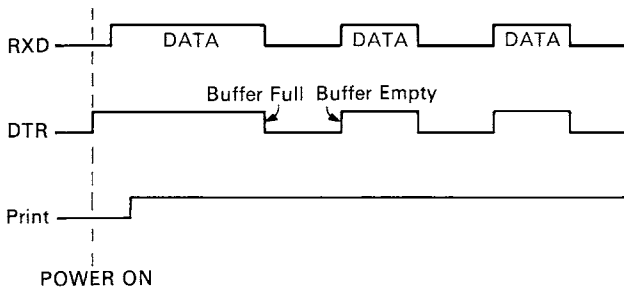 RXD DATA DATA DATA
Buffer Full Buffer Empty
DTR
Print
POWER ON